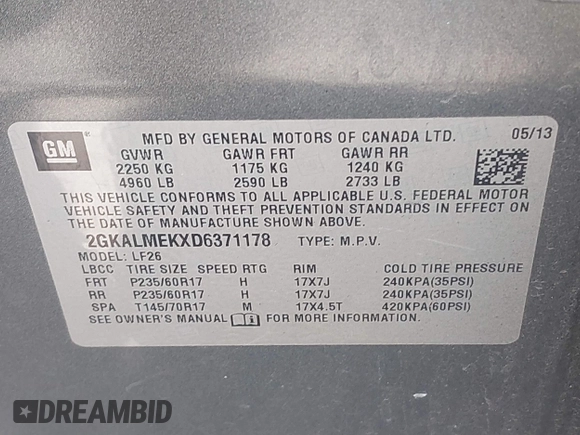 GM
MFD BY GENERAL MOTORS OF CANADA LTD. 05/13
GVWR GAWR FRT GAWR RR
2250 KG 1175 KG 1240 KG
4960 LB 2590 LB 2733 LB
THIS VEHICLE CONFORMS TO ALL APPLICABLE U.S. FEDERAL MOTOR
VEHICLE SAFETY AND THEFT PREVENTION STANDARDS IN EFFECT ON
THE DATE OF MANUFACTURE SHOWN ABOVE.
2GKALMEKXD6371178 TYPE: M.P.V.
MODEL: LF26
LBCC TIRE SIZE SPEED RTG RIM COLD TIRE PRESSURE
FRT P235/60R17 H 17X7J 240KPA(35PSI)
RR P235/60R17 H 17X7J 240KPA(35PSI)
SPA T145/70R17 M 17X4.5T 420KPA(60PSI)
SEE OWNER'S MANUAL FOR MORE INFORMATION.
DREAMBID